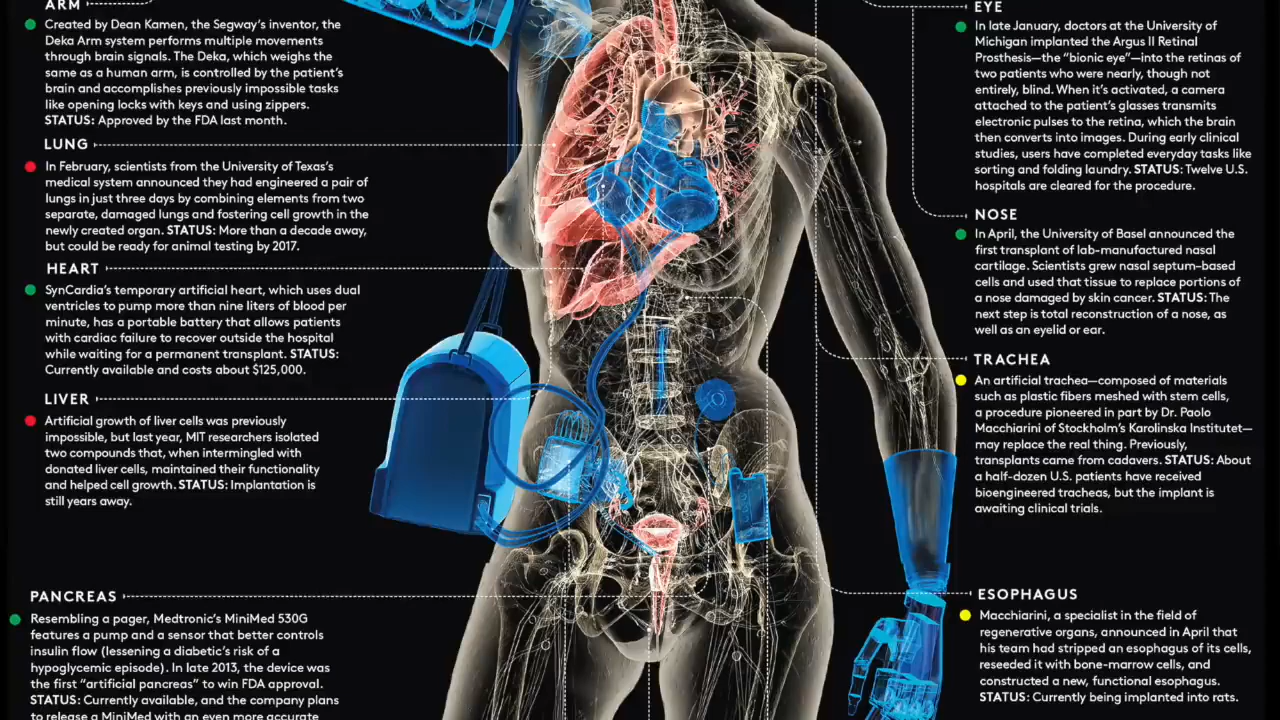 ARM
Created by Dean Kamen, the Segway's inventor, the
Deka Arm system performs multiple movements
through brain signals. The Deka, which weighs the
same as a human arm, is controlled by the patient's
brain and accomplishes previously impossible tasks
like opening locks with keys and using zippers.
STATUS: Approved by the FDA last month.
LUNG
In February, scientists from the University of Texas's
medical system announced they had engineered a pair of
lungs in just three days by combining elements from two
separate, damaged lungs and fostering cell growth in the
newly created organ. STATUS: More than a decade away,
but could be ready for animal testing by 2017.
HEART
SynCardia's temporary artificial heart, which uses dual
ventricles to pump more than nine liters of blood per
minute, has a portable battery that allows patients
with cardiac failure to recover outside the hospital
while waiting for a permanent transplant. STATUS:
Currently available and costs about $125,000.
LIVER
Artificial growth of liver cells was previously
impossible, but last year, MIT researchers isolated
two compounds that, when intermingled with
donated liver cells, maintained their functionality
and helped cell growth. STATUS: Implantation is
still years away.
PANCREAS
Resembling a pager, Medtronic's MiniMed 530G
features a pump and a sensor that better controls
insulin flow (lessening a diabetic's risk of a
hypoglycemic episode). In late 2013, the device was
the first "artificial pancreas" to win FDA approval.
STATUS: Currently available, and the company plans
to release a MiniMed with an even more accurate
EYE
In late January, doctors at the University of
Michigan implanted the Argus II Retinal
Prosthesis—the "bionic eye"—into the retinas of
two patients who were nearly, though not
entirely, blind. When it's activated, a camera
attached to the patient's glasses transmits
electronic pulses to the retina, which the brain
then converts into images. During early clinical
studies, users have completed everyday tasks like
sorting and folding laundry. STATUS: Twelve U.S.
hospitals are cleared for the procedure.
NOSE
In April, the University of Basel announced the
first transplant of lab-manufactured nasal
cartilage. Scientists grew nasal septum–based
cells and used that tissue to replace portions of
a nose damaged by skin cancer. STATUS: The
next step is total reconstruction of a nose, as
well as an eyelid or ear.
TRACHEA
An artificial trachea—composed of materials
such as plastic fibers meshed with stem cells,
a procedure pioneered in part by Dr. Paolo
Macchiarini of Stockholm's Karolinska Institutet—
may replace the real thing. Previously,
transplants came from cadavers. STATUS: About
a half-dozen U.S. patients have received
bioengineered tracheas, but the implant is
awaiting clinical trials.
ESOPHAGUS
Macchiarini, a specialist in the field of
regenerative organs, announced in April that
his team had stripped an esophagus of its cells,
reseeded it with bone-marrow cells, and
constructed a new, functional esophagus.
STATUS: Currently being implanted into rats.